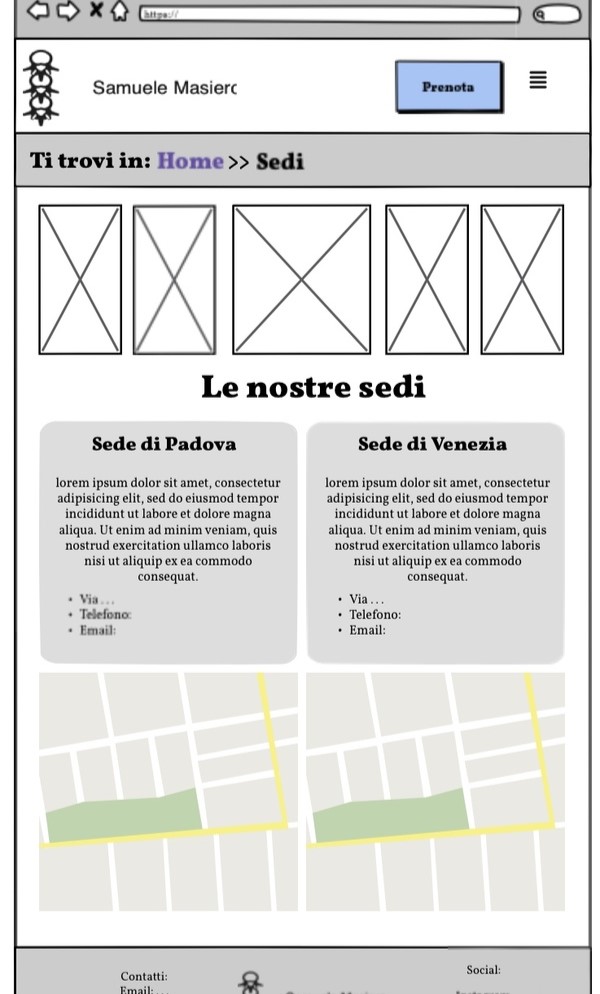 https://
Samuele Masierc
Prenota
Ti trovi in: Home >> Sedi
Le nostre sedi
Sede di Padova
lorem ipsum dolor sit amet, consectetur
adipisicing elit, sed do eiusmod tempor
incididunt ut labore et dolore magna
aliqua. Ut enim ad minim veniam, quis
nostrud exercitation ullamco laboris
nisi ut aliquip ex ea commodo
consequat.
• Via . . .
• Telefono:
• Email:
Sede di Venezia
lorem ipsum dolor sit amet, consectetur
adipisicing elit, sed do eiusmod tempor
incididunt ut labore et dolore magna
aliqua. Ut enim ad minim veniam, quis
nostrud exercitation ullamco laboris
nisi ut aliquip ex ea commodo
consequat.
• Via . . .
• Telefono:
• Email:
Contatti:
Email: . . .
Social: